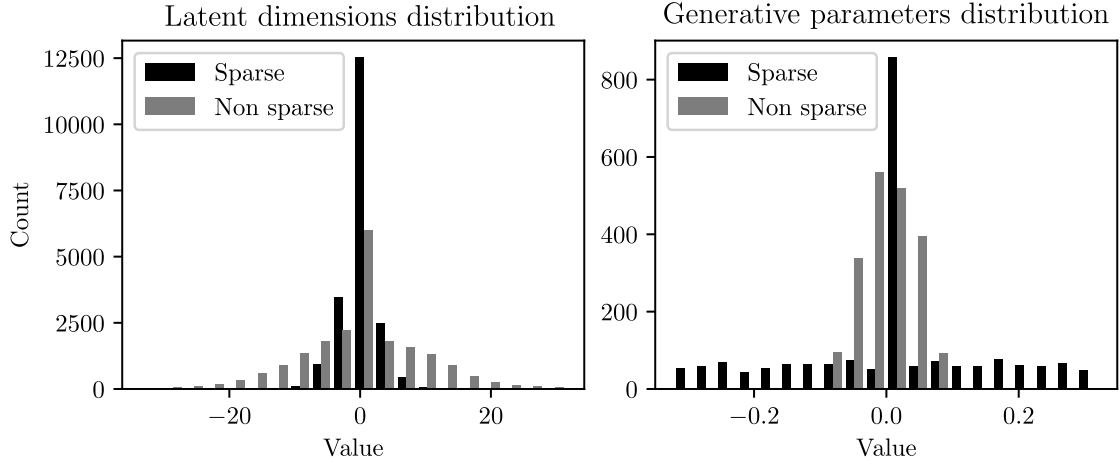 Latent dimensions distribution
12500
10000
7500
5000
2500
0
Count
−20
0
20
Value
Sparse
Non sparse
Generative parameters distribution
800
600
400
200
0
−0.2
0.0
0.2
Value
Sparse
Non sparse